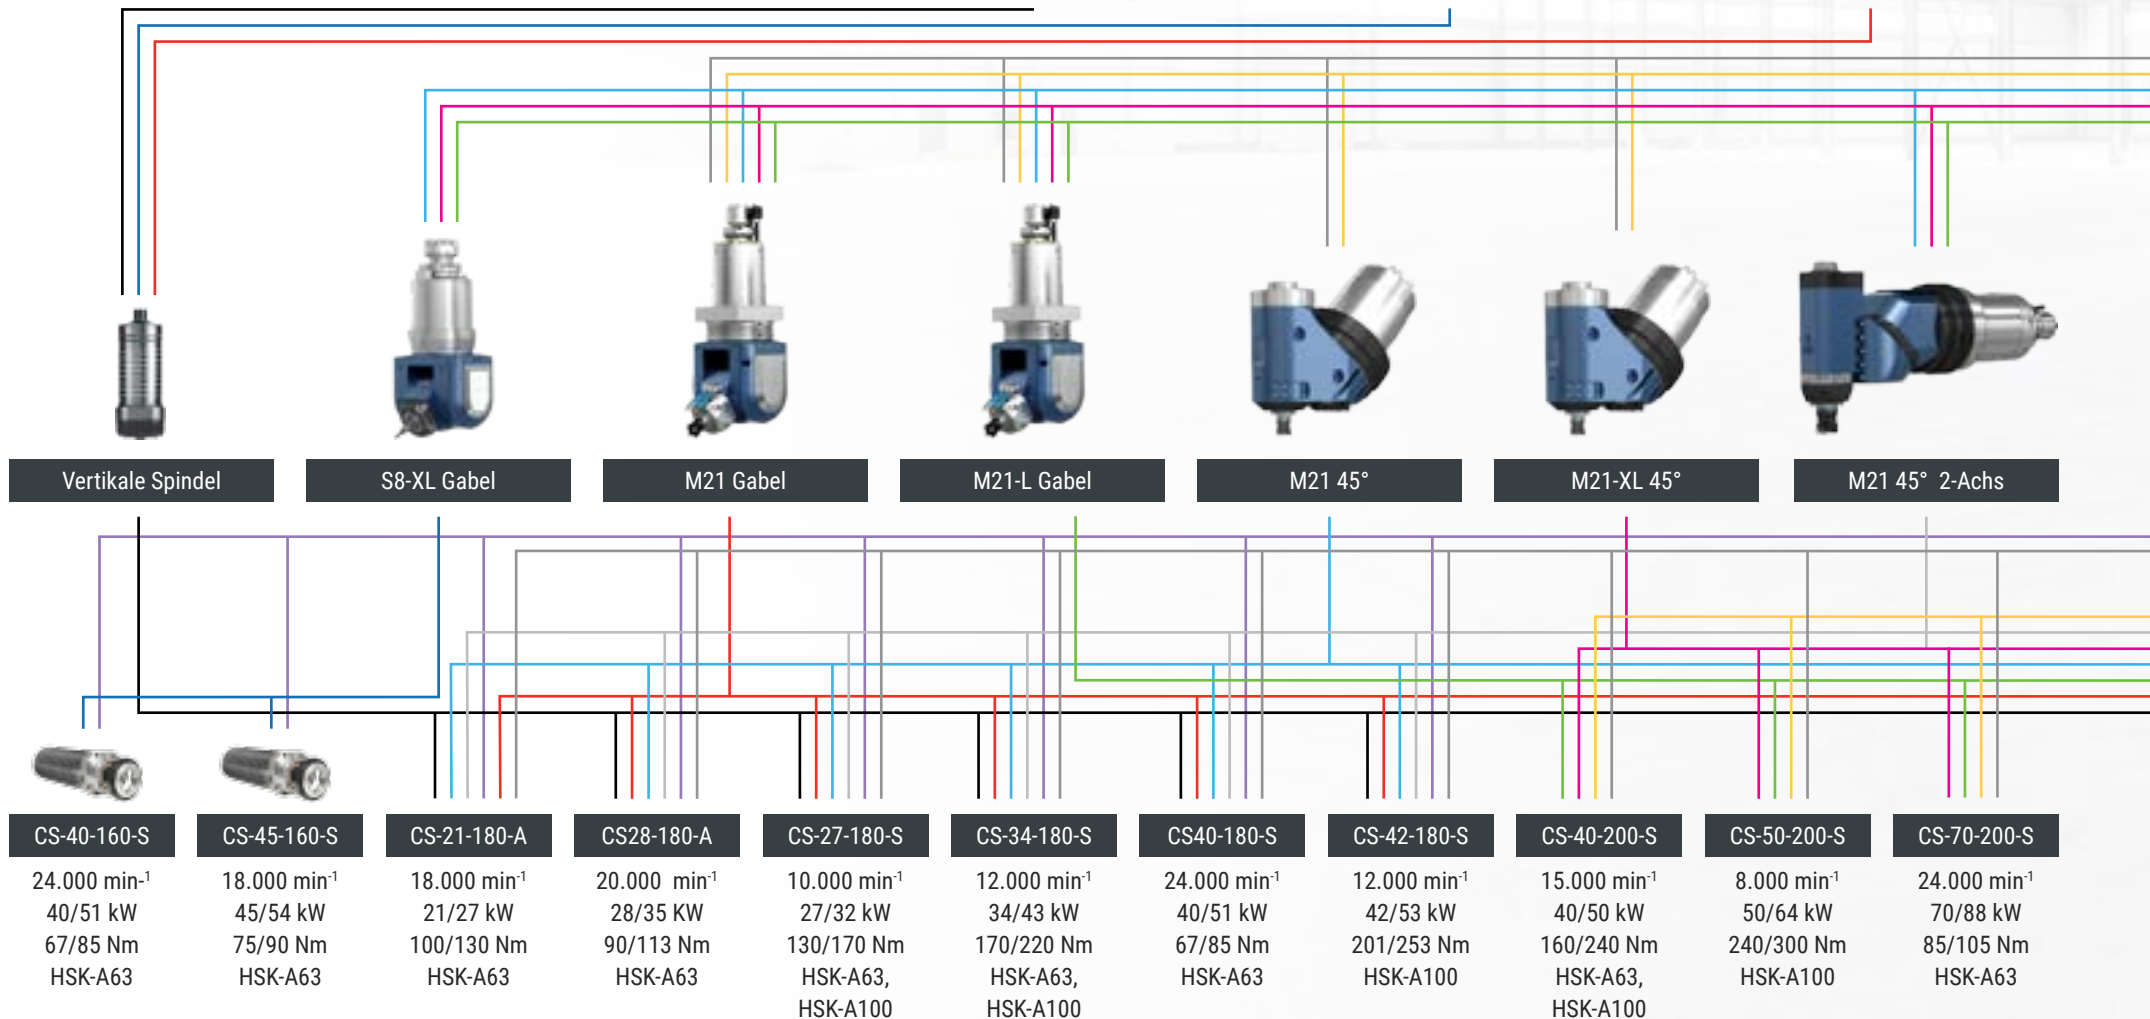 Vertikale Spindel
S8-XL Gabel
M21 Gabel
M21-L Gabel
M21 45°
M21-XL 45°
M21 45°  2-Achs
CS-40-160-S
24.000 min-¹
40/51 kW
67/85 Nm
HSK-A63
CS-45-160-S
18.000 min⁻¹
45/54 kW
75/90 Nm
HSK-A63
CS-21-180-A
18.000 min⁻¹
21/27 kW
100/130 Nm
HSK-A63
CS28-180-A
20.000  min⁻¹
28/35 KW
90/113 Nm
HSK-A63
CS-27-180-S
10.000 min⁻¹
27/32 kW
130/170 Nm
HSK-A63,
HSK-A100
CS-34-180-S
12.000 min⁻¹
34/43 kW
170/220 Nm
HSK-A63,
HSK-A100
CS40-180-S
24.000 min⁻¹
40/51 kW
67/85 Nm
HSK-A63
CS-42-180-S
12.000 min⁻¹
42/53 kW
201/253 Nm
HSK-A100
CS-40-200-S
15.000 min⁻¹
40/50 kW
160/240 Nm
HSK-A63,
HSK-A100
CS-50-200-S
8.000 min⁻¹
50/64 kW
240/300 Nm
HSK-A100
CS-70-200-S
24.000 min⁻¹
70/88 kW
85/105 Nm
HSK-A63